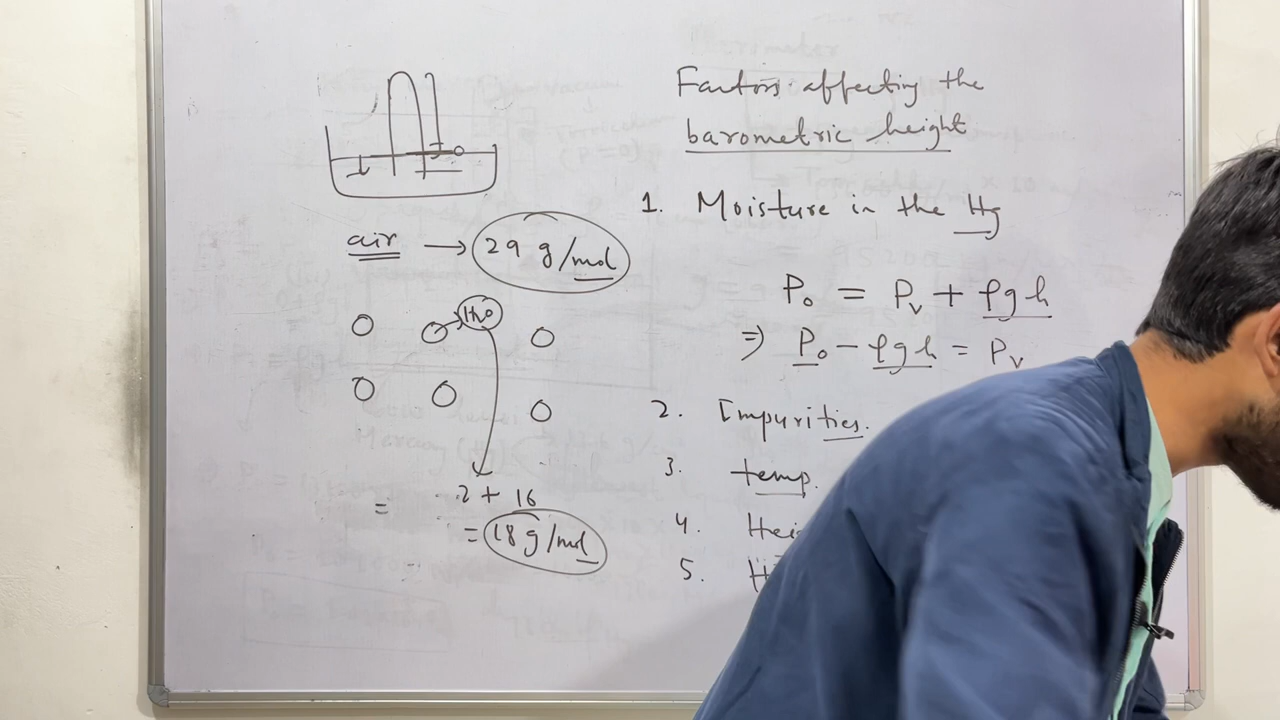 Factors affecting the
barometric height
1. Moisture in the Hg
P₀ = Pᵥ + ρgh
⇒ P₀ - ρgh = Pᵥ
2. Impurities.
3. temp.
4. Hei
5. H
air → 29 g/mol
H₂O
2 + 16
= 18 g/mol
=